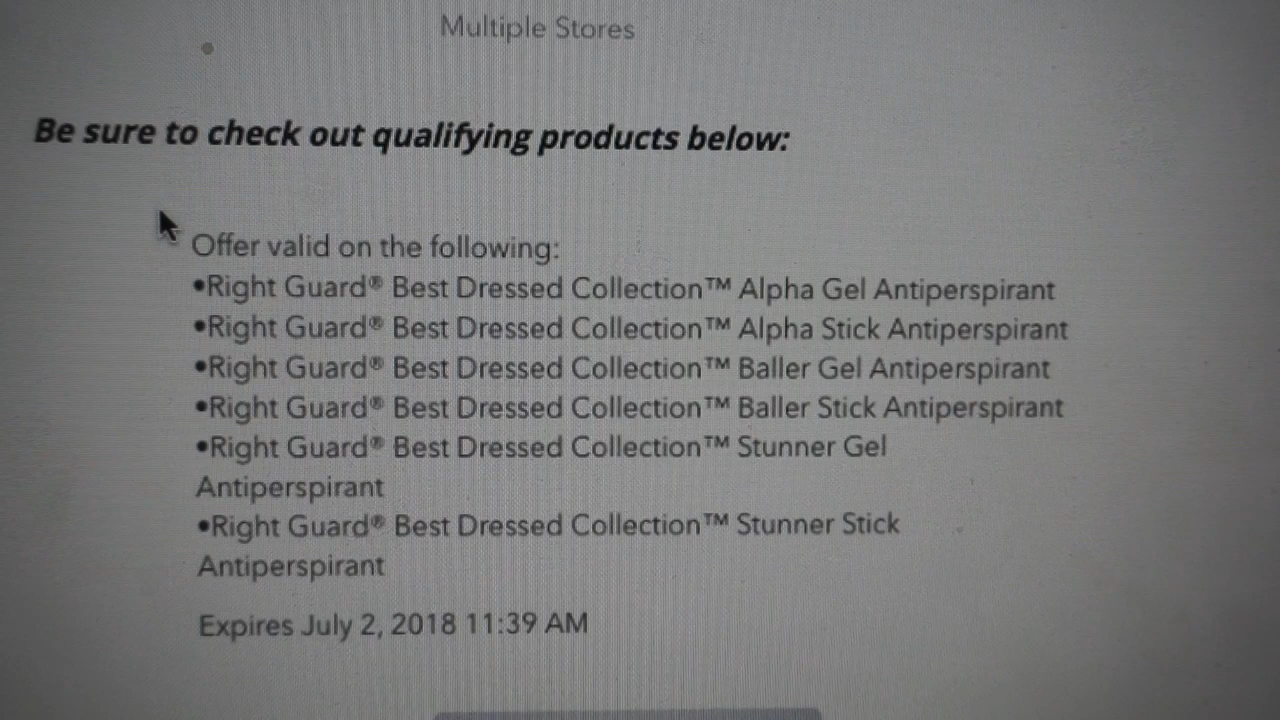 Multiple Stores
Be sure to check out qualifying products below:
Offer valid on the following:
•Right Guard® Best Dressed Collection™ Alpha Gel Antiperspirant
•Right Guard® Best Dressed Collection™ Alpha Stick Antiperspirant
•Right Guard® Best Dressed Collection™ Baller Gel Antiperspirant
•Right Guard® Best Dressed Collection™ Baller Stick Antiperspirant
•Right Guard® Best Dressed Collection™ Stunner Gel
Antiperspirant
•Right Guard® Best Dressed Collection™ Stunner Stick
Antiperspirant
Expires July 2, 2018 11:39 AM